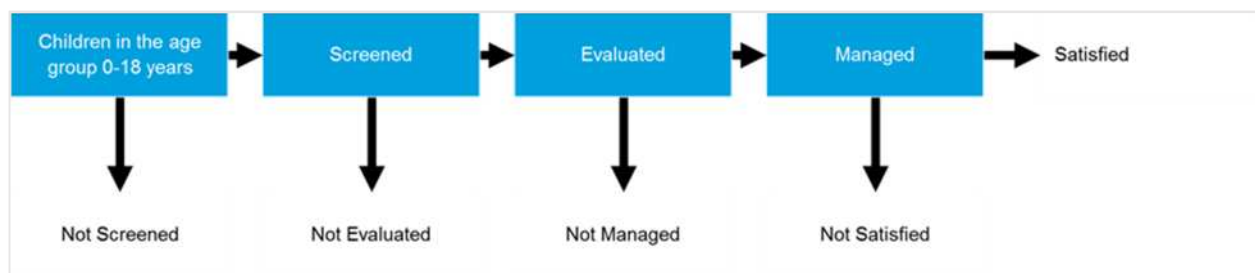 Children in the age
group 0-18 years
Screened
Evaluated
Managed
Satisfied
Not Screened
Not Evaluated
Not Managed
Not Satisfied